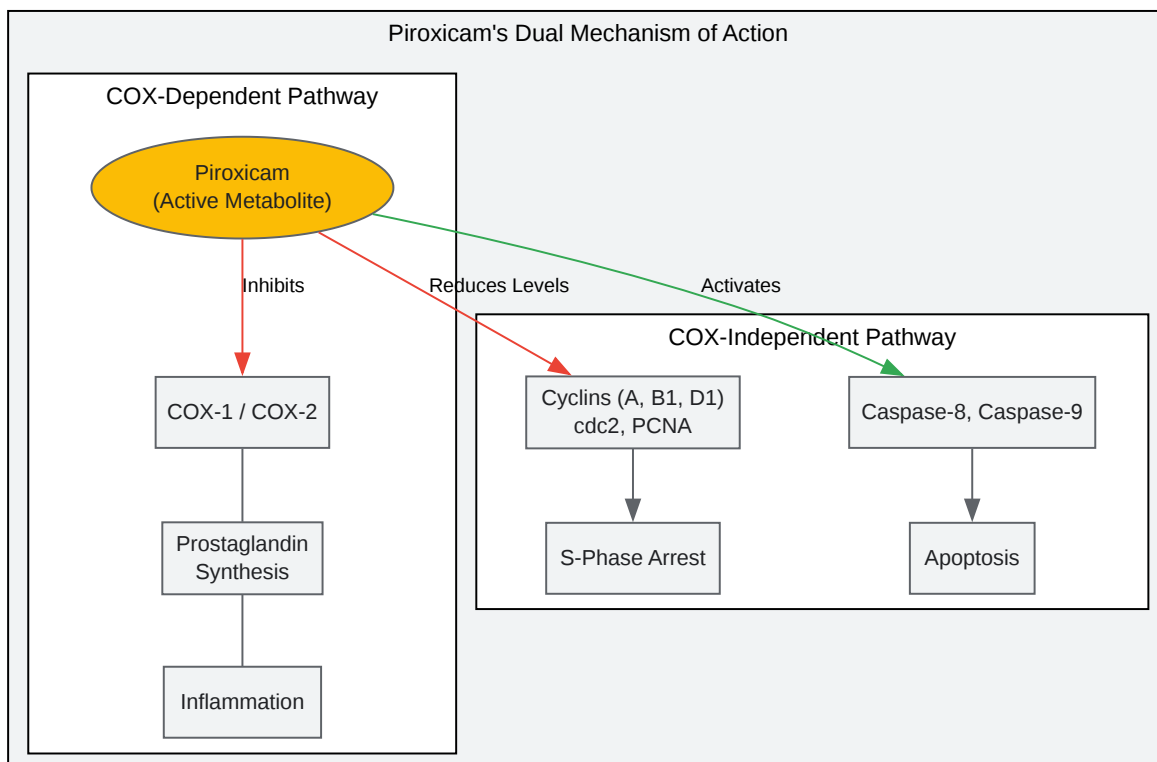 Piroxicam's Dual Mechanism of Action
COX-Dependent Pathway
Piroxicam
(Active Metabolite)
Inhibits
Reduces Levels
Activates
COX-Independent Pathway
COX-1 / COX-2
Cyclins (A, B1, D1)
cdc2, PCNA
Caspase-8, Caspase-9
Prostaglandin
Synthesis
S-Phase Arrest
Apoptosis
Inflammation